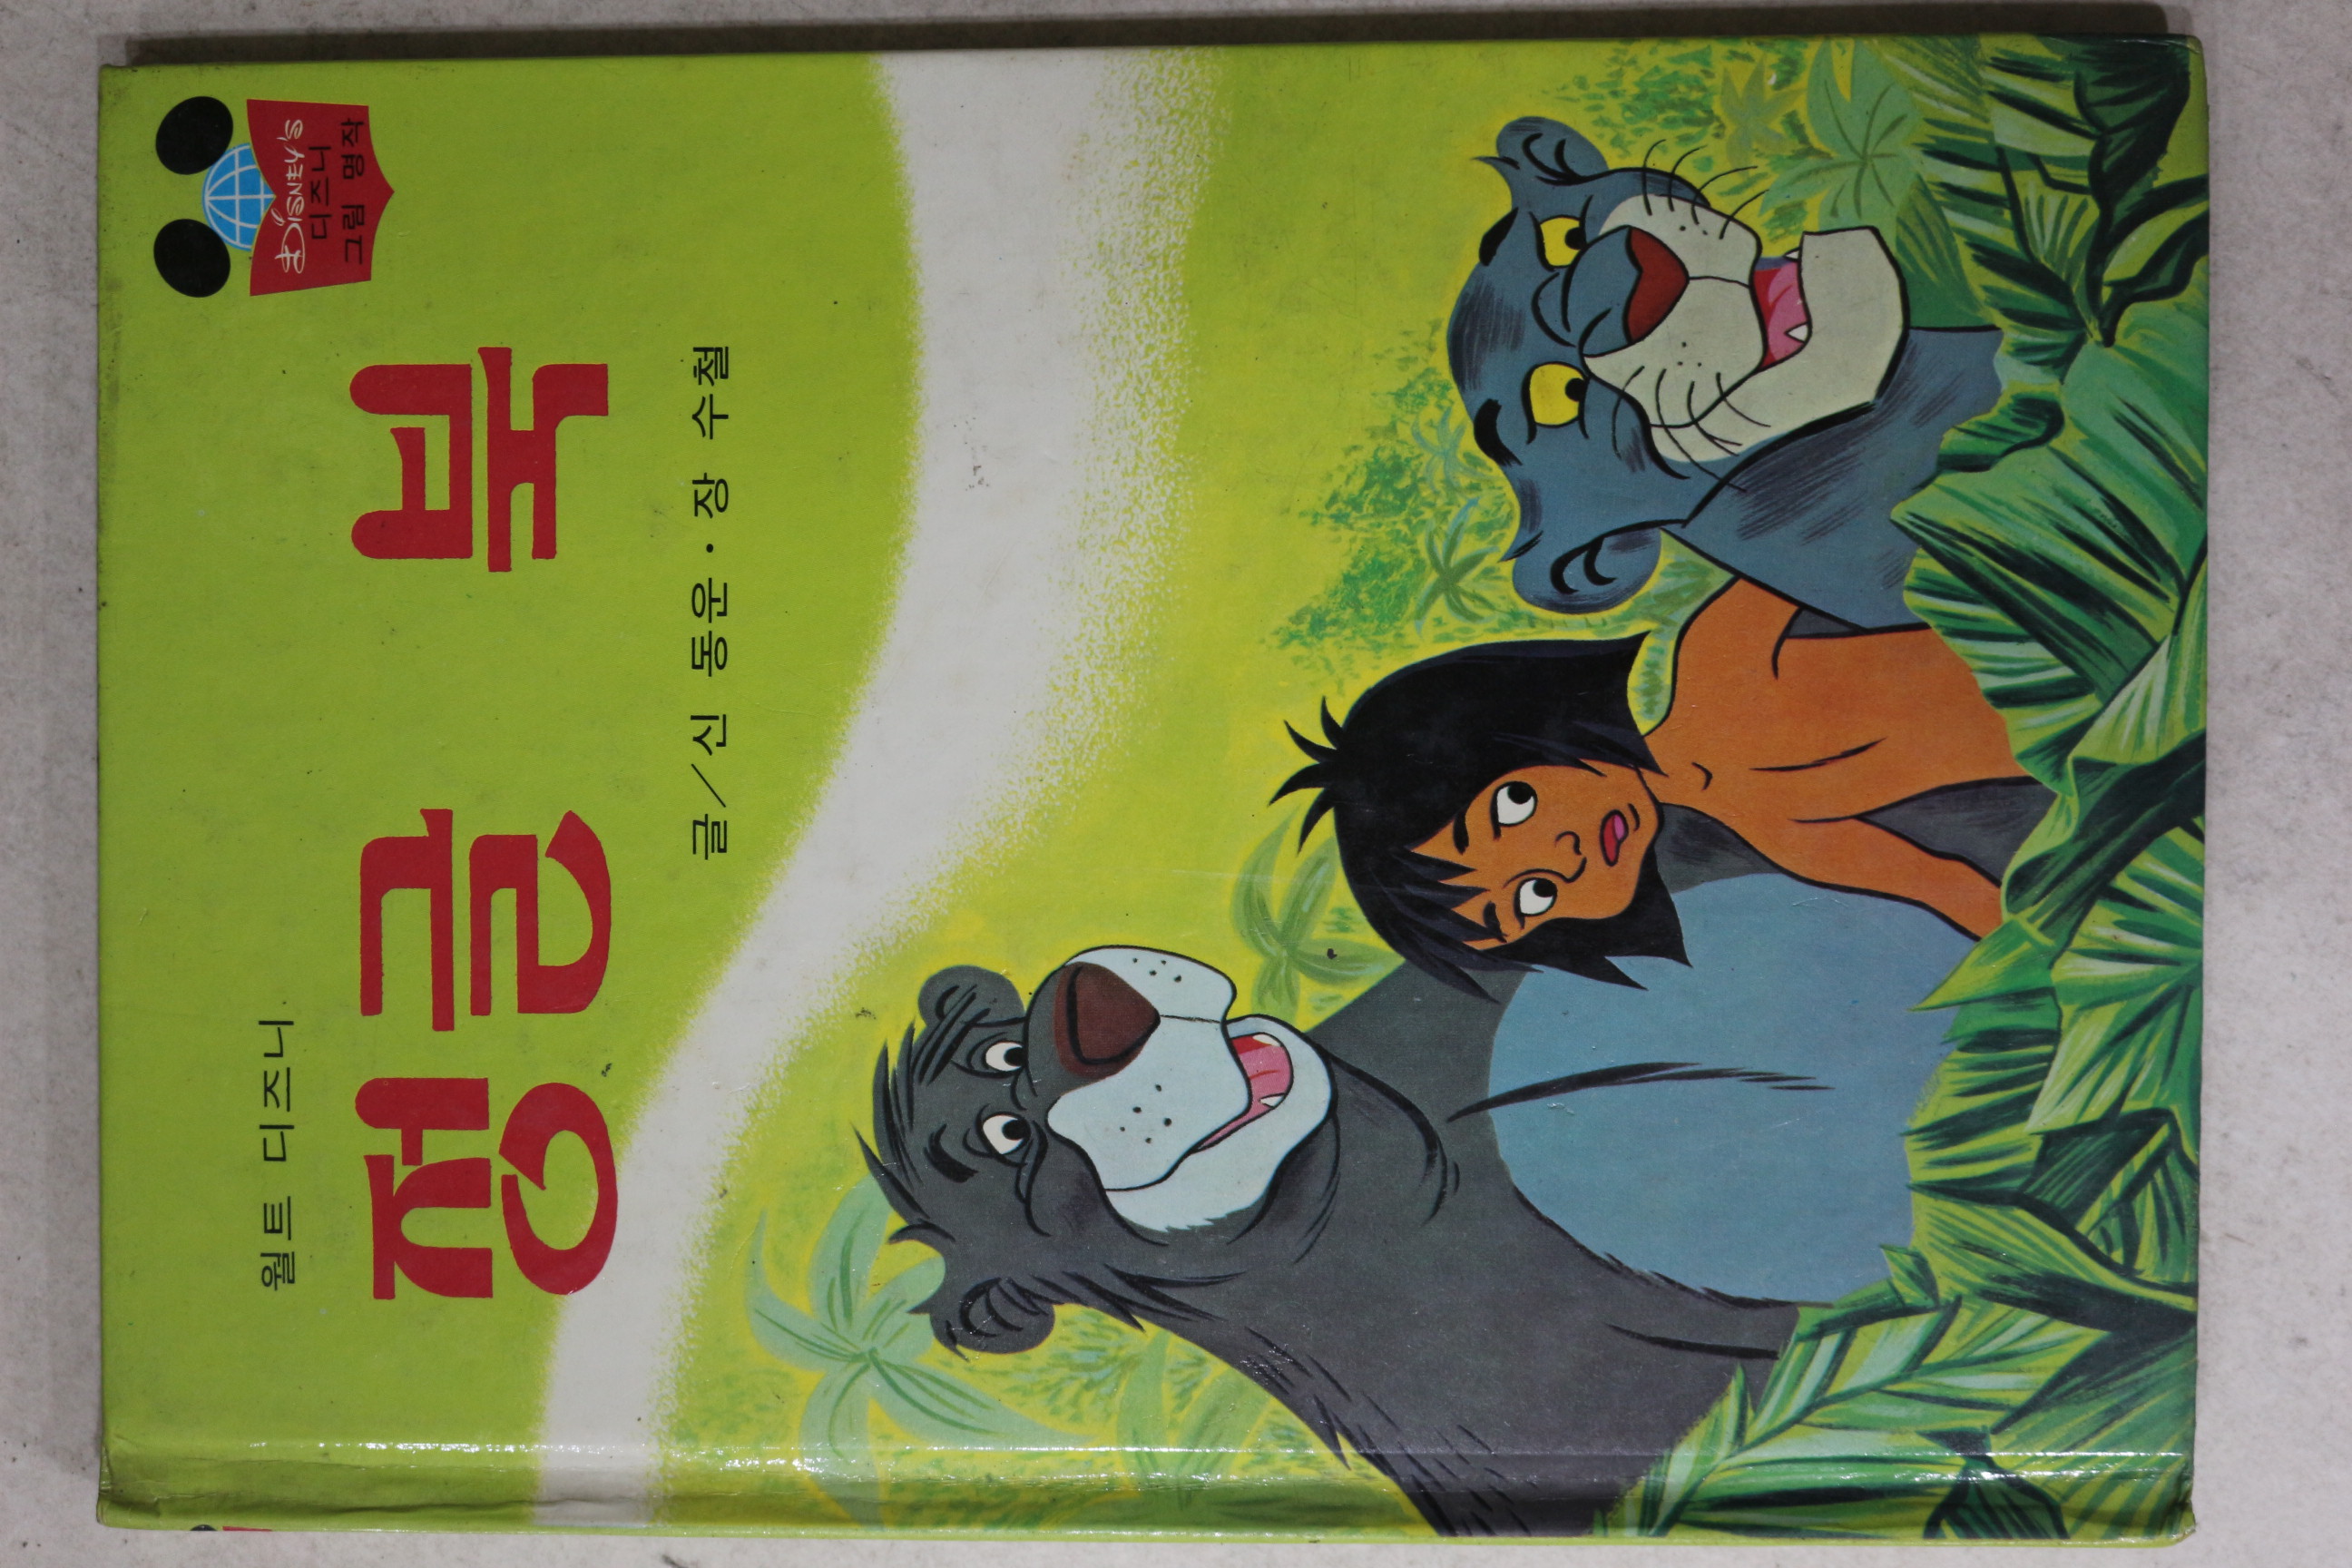 DISNEY'S
디즈니
그림 명작
월트 디즈니
정글 북
글/신 동운·장 수철